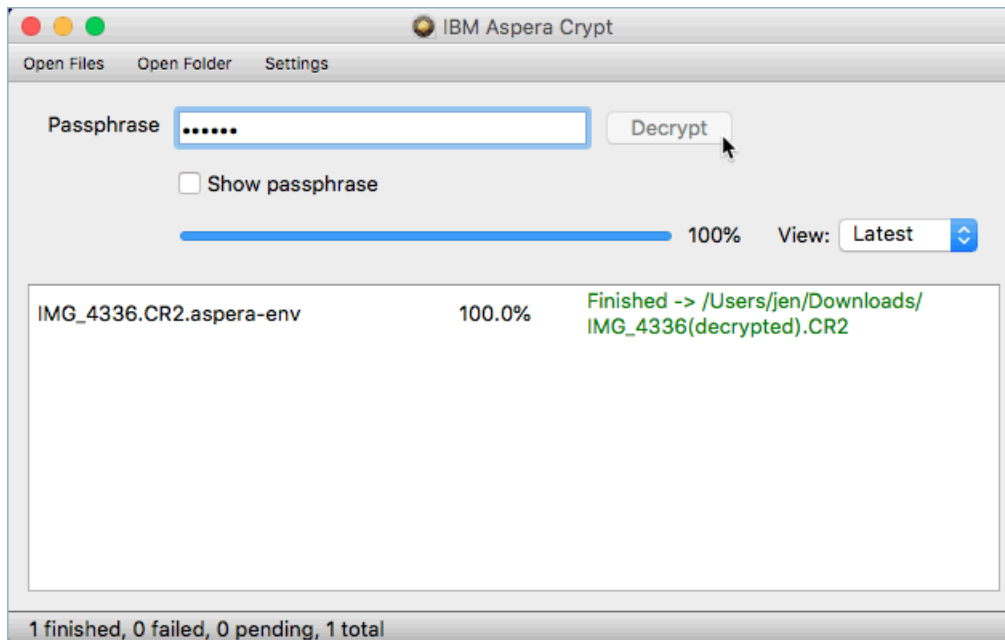 IBM Aspera Crypt
Open Files Open Folder Settings
Passphrase •••••• Decrypt
Show passphrase
100% View: Latest
IMG_4336.CR2.aspera-env 100.0% Finished -> /Users/jen/Downloads/
IMG_4336(decrypted).CR2
1 finished, 0 failed, 0 pending, 1 total